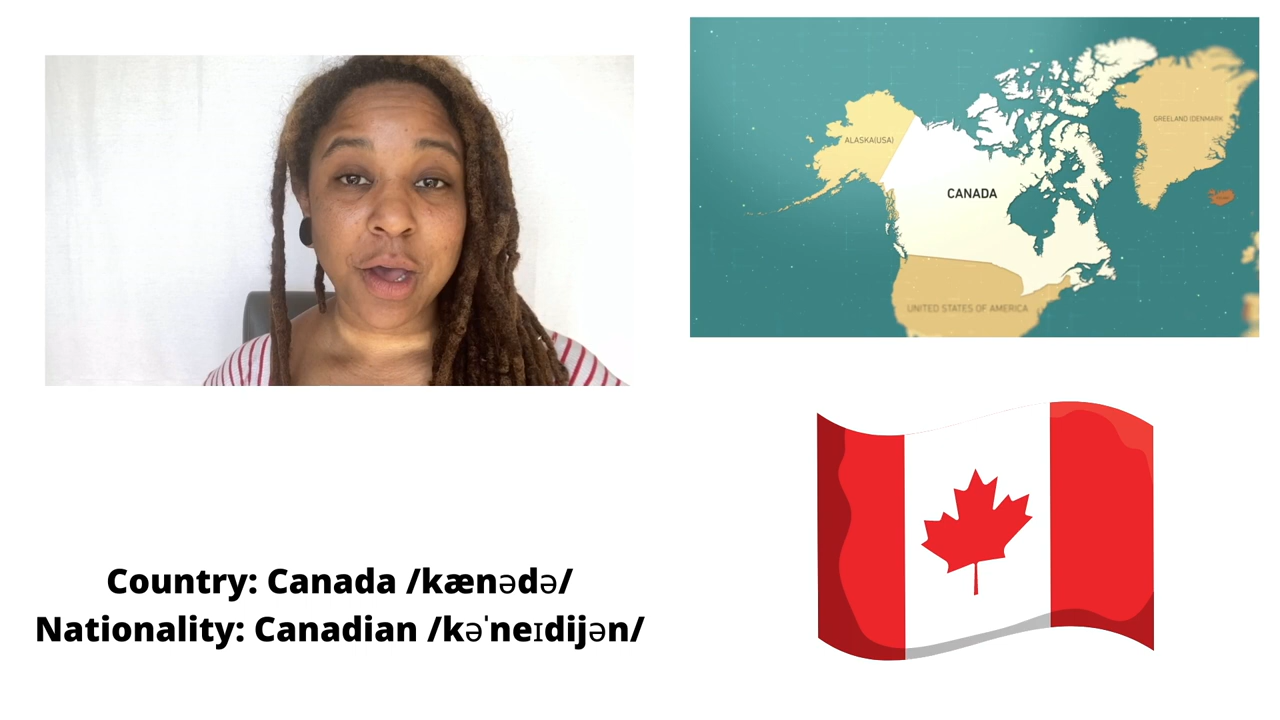 ALASKA(USA)
GREELAND (DENMARK
CANADA
UNITED STATES OF AMERICA
Country: Canada /kænədə/
Nationality: Canadian /kəˈneɪdijən/